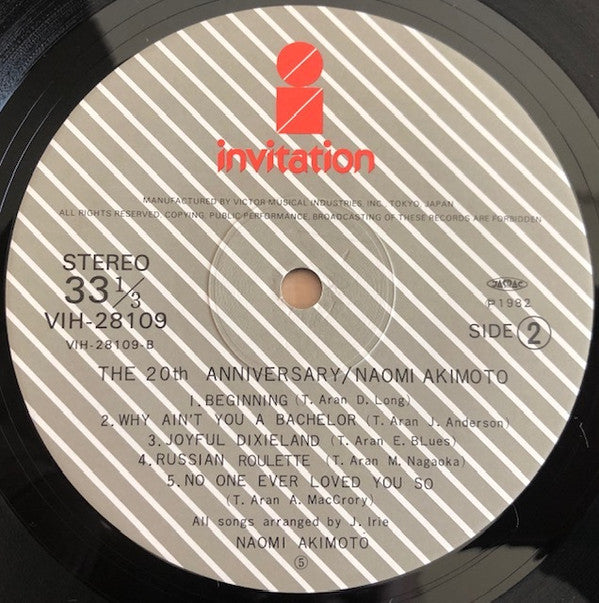 invitation
MANUFACTURED BY VICTOR MUSICAL INDUSTRIES, INC., TOKYO, JAPAN
ALL RIGHTS RESERVED, COPYING, PUBLIC PERFORMANCE, BROADCASTING OF THESE RECORDS ARE FORBIDDEN
STEREO
33 1/3
VIH-28109
VIH-28109-B
JASRAC
℗1982
SIDE 2
THE 20th ANNIVERSARY/NAOMI AKIMOTO
1. BEGINNING (T. Aran D. Long)
2. WHY AIN'T YOU A BACHELOR (T. Aran J. Anderson)
3. JOYFUL DIXIELAND (T. Aran E. BLues)
4. RUSSIAN ROULETTE (T. Aran M. Nagaoka)
5. NO ONE EVER LOVED YOU SO
(T. Aran A. MacCrory)
All songs arranged by J. Irie
NAOMI AKIMOTO
⑤